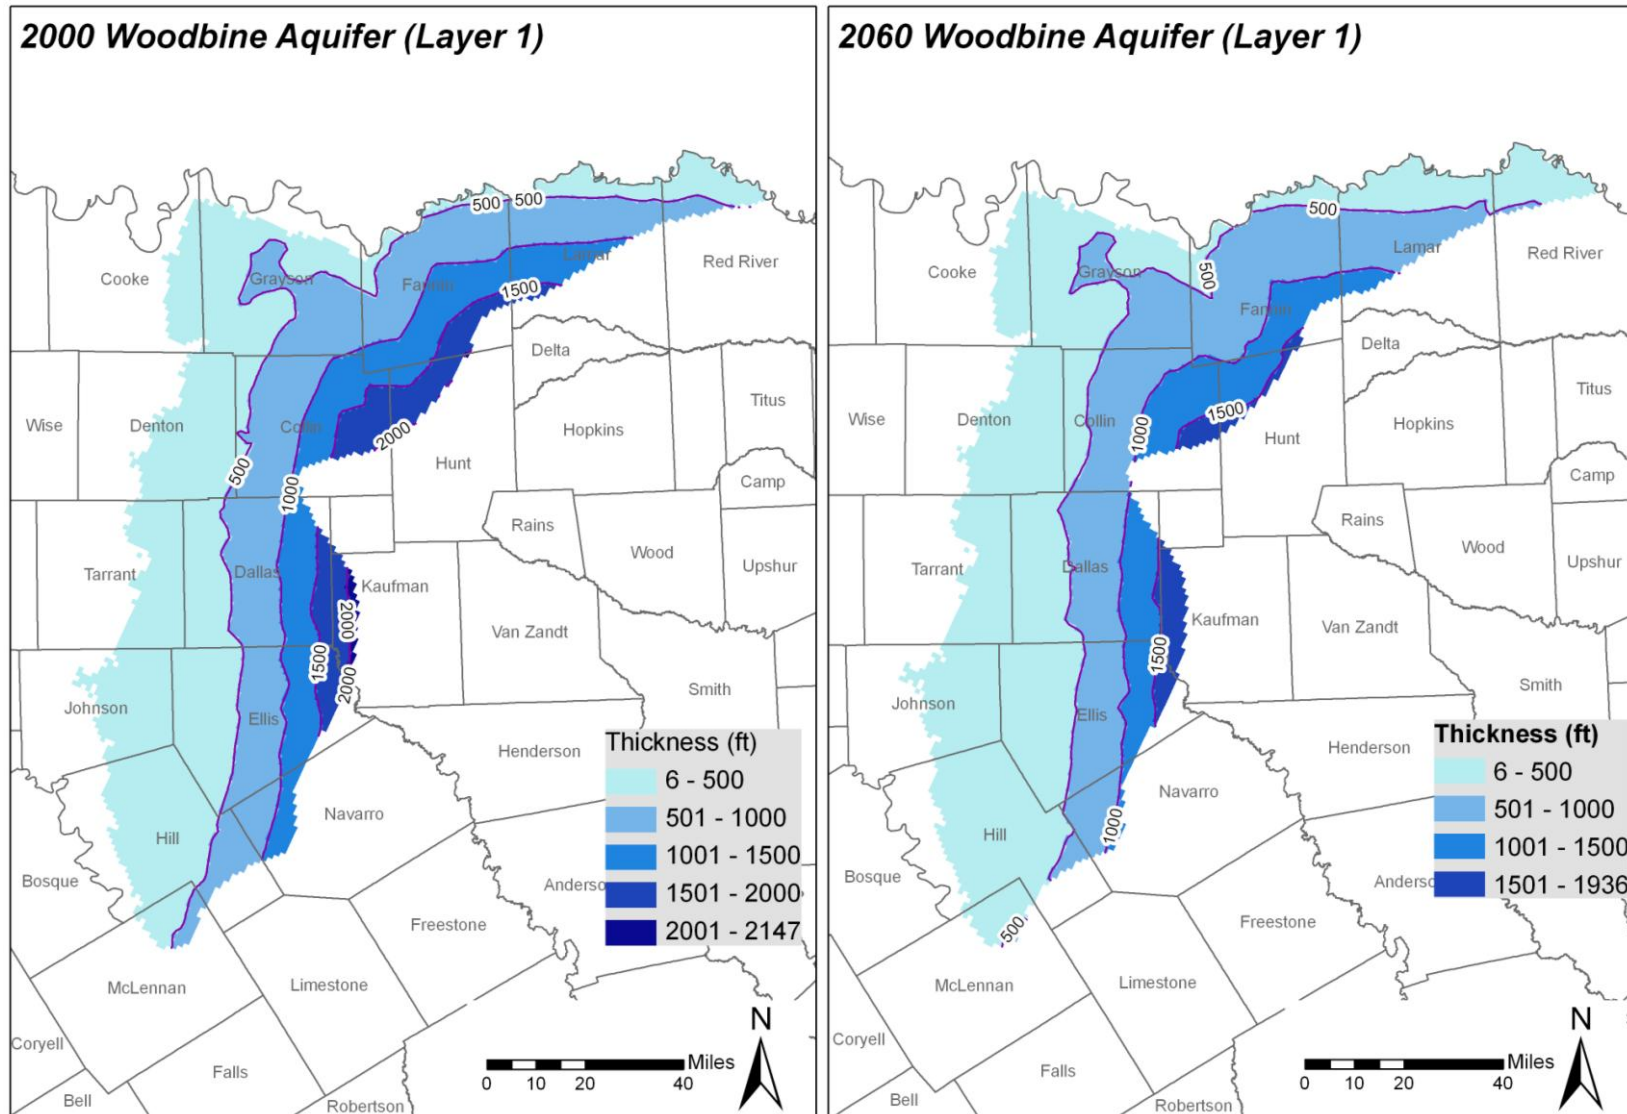 2000 Woodbine Aquifer (Layer 1)
500 500
Cooke
Grayson
Fannin
Lamar
Red River
1500
Delta
Titus
Wise
Denton
Collin
2000
Hopkins
Hunt
500
1000
Camp
Rains
Wood
Upshur
Tarrant
Dallas
Kaufman
2000
Van Zandt
1500
2000
Smith
Johnson
Ellis
Henderson
Thickness (ft)
6 - 500
501 - 1000
1001 - 1500
1501 - 2000
2001 - 2147
Navarro
Hill
Bosque
Anderso
Freestone
McLennan
Limestone
Coryell
Falls
Bell
Robertson
N
Miles
0 10 20 40
2060 Woodbine Aquifer (Layer 1)
500
Cooke
Grayson
500
Fannin
Lamar
Red River
Delta
Titus
Wise
Denton
Collin
1500
Hopkins
1000
Hunt
Camp
Rains
Wood
Upshur
Tarrant
Dallas
Kaufman
Van Zandt
1500
Smith
Johnson
Ellis
Henderson
Thickness (ft)
6 - 500
501 - 1000
1001 - 1500
1501 - 1936
Navarro
1000
Hill
Bosque
Anderso
Freestone
500
McLennan
Limestone
Coryell
Falls
Bell
Robertson
N
Miles
0 10 20 40